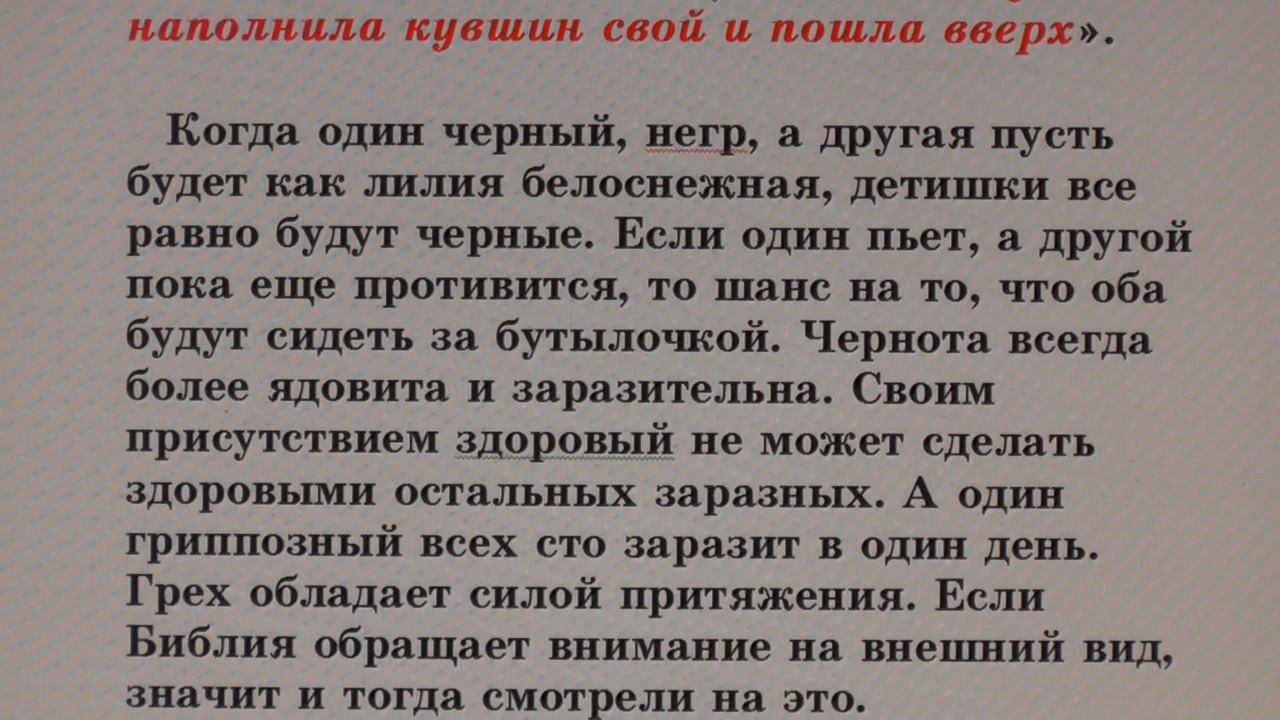 наполнила кувшин свой и пошла вверх».
Когда один черный, негр, а другая пусть
будет как лилия белоснежная, детишки все
равно будут черные. Если один пьет, а другой
пока еще противится, то шанс на то, что оба
будут сидеть за бутылочкой. Чернота всегда
более ядовита и заразительна. Своим
присутствием здоровый не может сделать
здоровыми остальных заразных. А один
гриппозный всех сто заразит в один день.
Грех обладает силой притяжения. Если
Библия обращает внимание на внешний вид,
значит и тогда смотрели на это.